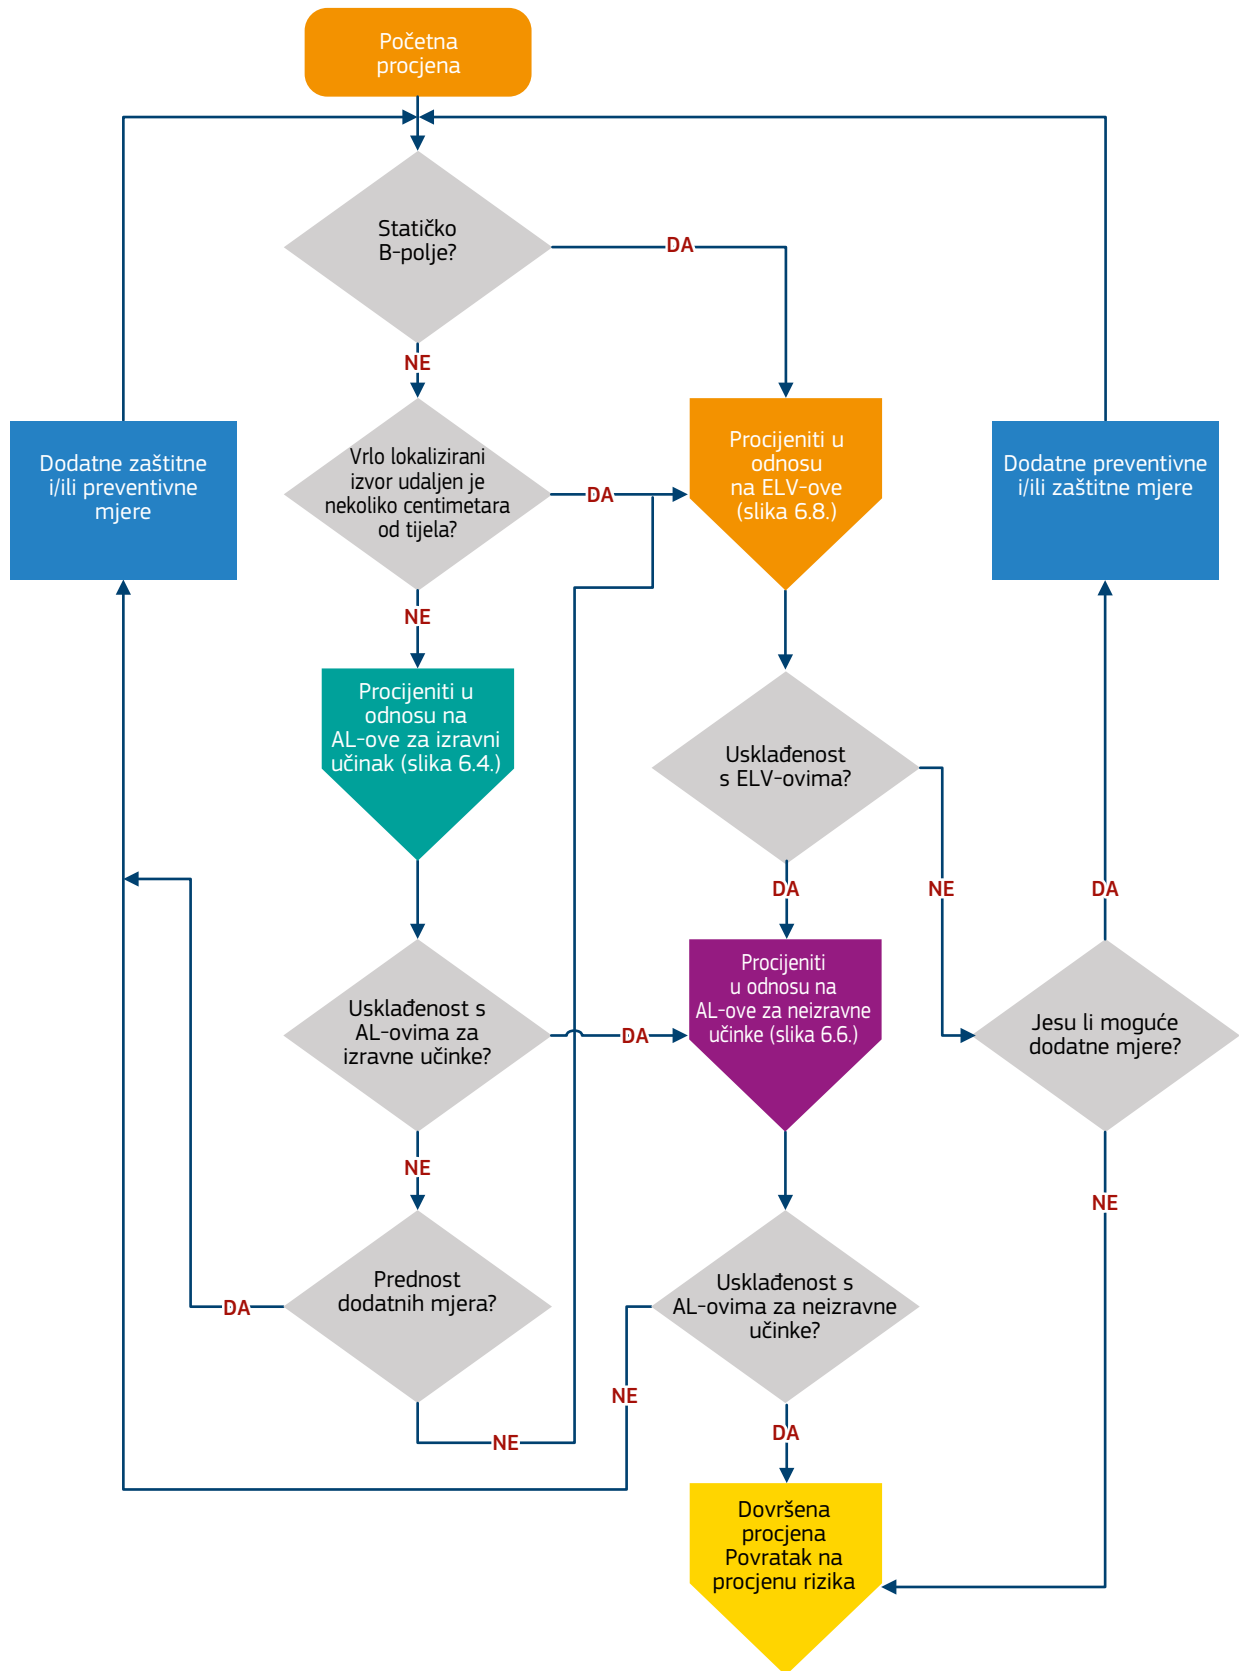 Početna
procjena
Statičko
B-polje?
DA
NE
Dodatne zaštitne
i/ili preventivne
mjere
Vrlo lokalizirani
izvor udaljen je
nekoliko centimetara
od tijela?
DA
Procijeniti u
odnosu
na ELV-ove
(slika 6.8.)
Dodatne preventivne
i/ili zaštitne mjere
NE
Procijeniti u
odnosu na
AL-ove za izravni
učinak (slika 6.4.)
Usklađenost
s ELV-ovima?
DA
NE
DA
Usklađenost s
AL-ovima za
izravne učinke?
DA
Procijeniti
u odnosu na
AL-ove za neizravne
učinke (slika 6.6.)
Jesu li moguće
dodatne mjere?
NE
NE
Prednost
dodatnih mjera?
DA
Usklađenost s
AL-ovima za neizravne
učinke?
NE
NE
DA
Dovršena
procjena
Povratak na
procjenu rizika